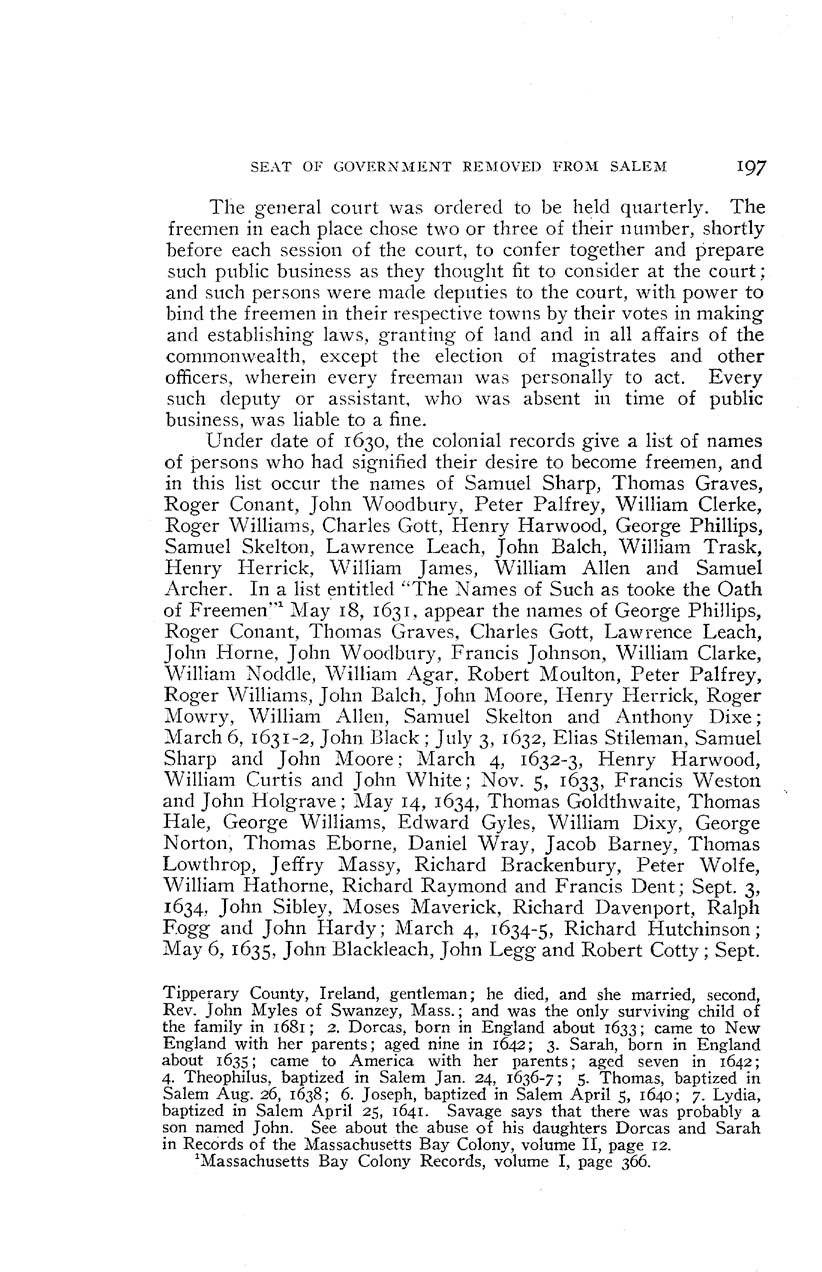 SEAT OF GOVERNMENT REMOVED FROM SALEM 197
The general court was ordered to be held quarterly. The
freemen in each place chose two or three of their number, shortly
before each session of the court, to confer together and prepare
such public business as they thought fit to consider at the court;
and such persons were made deputies to the court, with power to
bind the freemen in their respective towns by their votes in making
and establishing laws, granting of land and in all affairs of the
commonwealth, except the election of magistrates and other
officers, wherein every freeman was personally to act. Every
such deputy or assistant, who was absent in time of public
business, was liable to a fine.
Under date of 1630, the colonial records give a list of names
of persons who had signified their desire to become freemen, and
in this list occur the names of Samuel Sharp, Thomas Graves,
Roger Conant, John Woodbury, Peter Palfrey, William Clerke,
Roger Williams, Charles Gott, Henry Harwood, George Phillips,
Samuel Skelton, Lawrence Leach, John Balch, William Trask,
Henry Herrick, William James, William Allen and Samuel
Archer. In a list entitled "The Names of Such as tooke the Oath
of Freemen"¹ May 18, 1631, appear the names of George Phillips,
Roger Conant, Thomas Graves, Charles Gott, Lawrence Leach,
John Horne, John Woodbury, Francis Johnson, William Clarke,
William Noddle, William Agar, Robert Moulton, Peter Palfrey,
Roger Williams, John Balch, John Moore, Henry Herrick, Roger
Mowry, William Allen, Samuel Skelton and Anthony Dixe;
March 6, 1631-2, John Black; July 3, 1632, Elias Stileman, Samuel
Sharp and John Moore; March 4, 1632-3, Henry Harwood,
William Curtis and John White; Nov. 5, 1633, Francis Weston
and John Holgrave; May 14, 1634, Thomas Goldthwaite, Thomas
Hale, George Williams, Edward Gyles, William Dixy, George
Norton, Thomas Eborne, Daniel Wray, Jacob Barney, Thomas
Lowthrop, Jeffry Massy, Richard Brackenbury, Peter Wolfe,
William Hathorne, Richard Raymond and Francis Dent; Sept. 3,
1634, John Sibley, Moses Maverick, Richard Davenport, Ralph
Fogg and John Hardy; March 4, 1634-5, Richard Hutchinson;
May 6, 1635, John Blackleach, John Legg and Robert Cotty; Sept.
Tipperary County, Ireland, gentleman; he died, and she married, second,
Rev. John Myles of Swanzey, Mass.; and was the only surviving child of
the family in 1681; 2. Dorcas, born in England about 1633; came to New
England with her parents; aged nine in 1642; 3. Sarah, born in England
about 1635; came to America with her parents; aged seven in 1642;
4. Theophilus, baptized in Salem Jan. 24, 1636-7; 5. Thomas, baptized in
Salem Aug. 26, 1638; 6. Joseph, baptized in Salem April 5, 1640; 7. Lydia,
baptized in Salem April 25, 1641. Savage says that there was probably a
son named John. See about the abuse of his daughters Dorcas and Sarah
in Records of the Massachusetts Bay Colony, volume II, page 12.
¹Massachusetts Bay Colony Records, volume I, page 366.